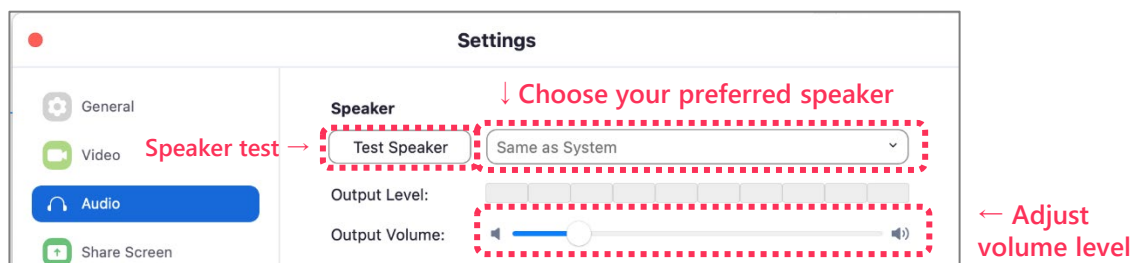 Settings
General
Video
Audio
Share Screen
Speaker
↓ Choose your preferred speaker
Speaker test →
Test Speaker
Same as System
Output Level:
Output Volume:
← Adjust
volume level